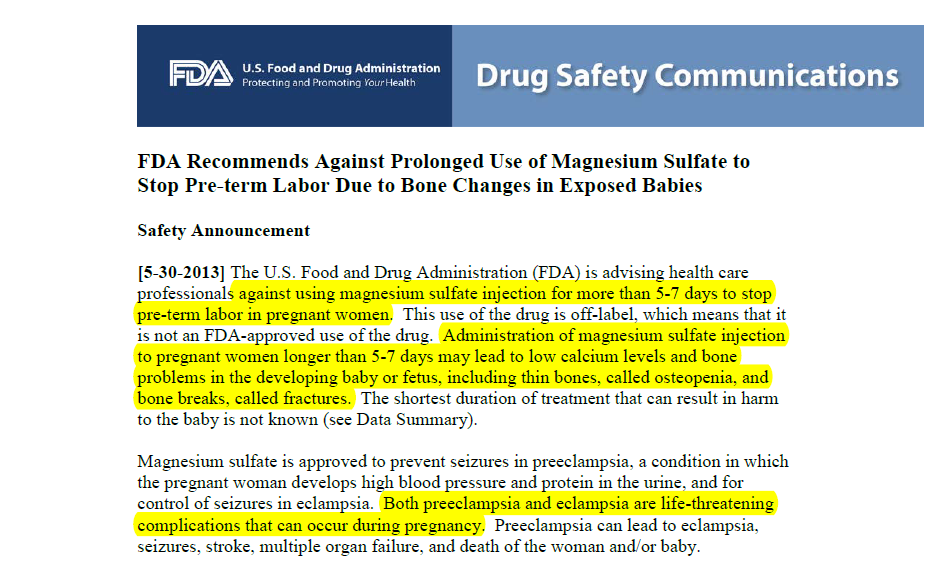 FDA U.S. Food and Drug Administration
Protecting and Promoting Your Health
Drug Safety Communications
FDA Recommends Against Prolonged Use of Magnesium Sulfate to
Stop Pre-term Labor Due to Bone Changes in Exposed Babies
Safety Announcement
[5-30-2013] The U.S. Food and Drug Administration (FDA) is advising health care
professionals against using magnesium sulfate injection for more than 5-7 days to stop
pre-term labor in pregnant women. This use of the drug is off-label, which means that it
is not an FDA-approved use of the drug. Administration of magnesium sulfate injection
to pregnant women longer than 5-7 days may lead to low calcium levels and bone
problems in the developing baby or fetus, including thin bones, called osteopenia, and
bone breaks, called fractures. The shortest duration of treatment that can result in harm
to the baby is not known (see Data Summary).
Magnesium sulfate is approved to prevent seizures in preeclampsia, a condition in which
the pregnant woman develops high blood pressure and protein in the urine, and for
control of seizures in eclampsia. Both preeclampsia and eclampsia are life-threatening
complications that can occur during pregnancy. Preeclampsia can lead to eclampsia,
seizures, stroke, multiple organ failure, and death of the woman and/or baby.